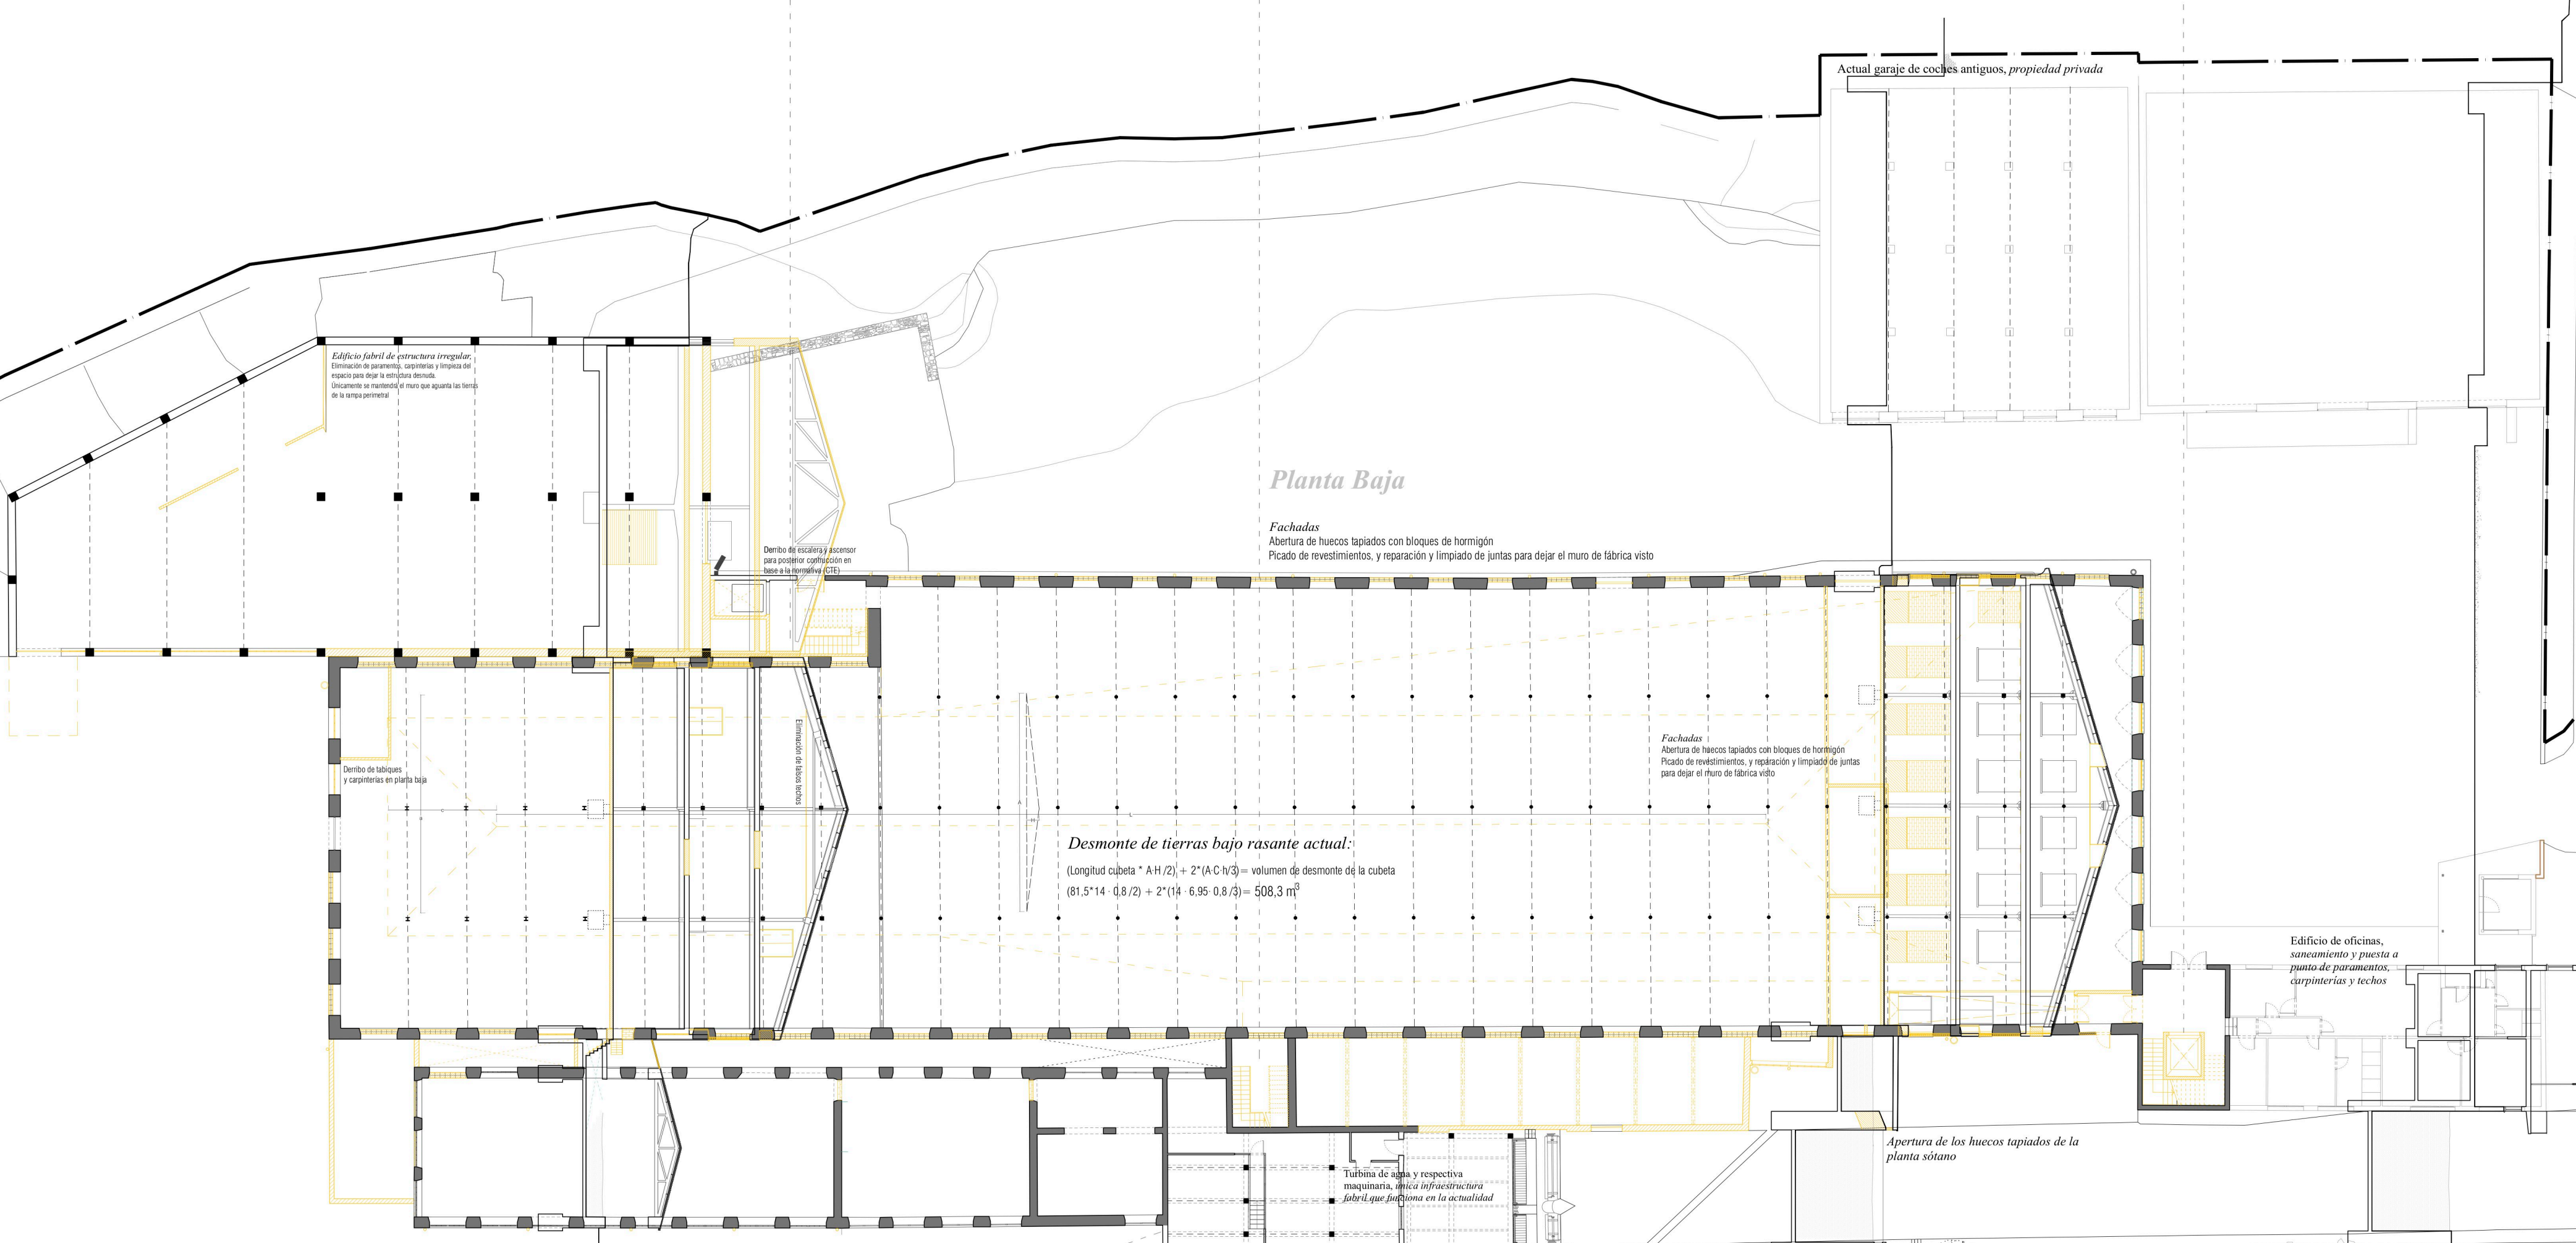 Actual garaje de coches antiguos, propiedad privada
Edificio fabril de estructura irregular,
Eliminación de paramentos, carpinterías y limpieza del
espacio para dejar la estructura desnuda.
Únicamente se mantendrá el muro que aguanta las tierras
de la rampa perimetral
Planta Baja
Fachadas
Abertura de huecos tapiados con bloques de hormigón
Picado de revestimientos, y reparación y limpiado de juntas para dejar el muro de fábrica visto
Derribo de escalera y ascensor
para posterior contrucción en
base a la normativa (CTE)
Eliminación de falsos techos
Derribo de tabiques
y carpinterías en planta baja
Fachadas
Abertura de huecos tapiados con bloques de hormigón
Picado de revestimientos, y reparación y limpiado de juntas
para dejar el muro de fábrica visto
A
H
L
C
Desmonte de tierras bajo rasante actual:
(Longitud cubeta * A·H /2) + 2*(A·C·h/3)= volumen de desmonte de la cubeta
(81,5*14 · 0,8 /2) + 2*(14 · 6,95· 0,8 /3)= 508,3 m3
Edificio de oficinas,
saneamiento y puesta a
punto de paramentos,
carpinterías y techos
Apertura de los huecos tapiados de la
planta sótano
Turbina de agua y respectiva
maquinaria, única infraestructura
fabril que funciona en la actualidad